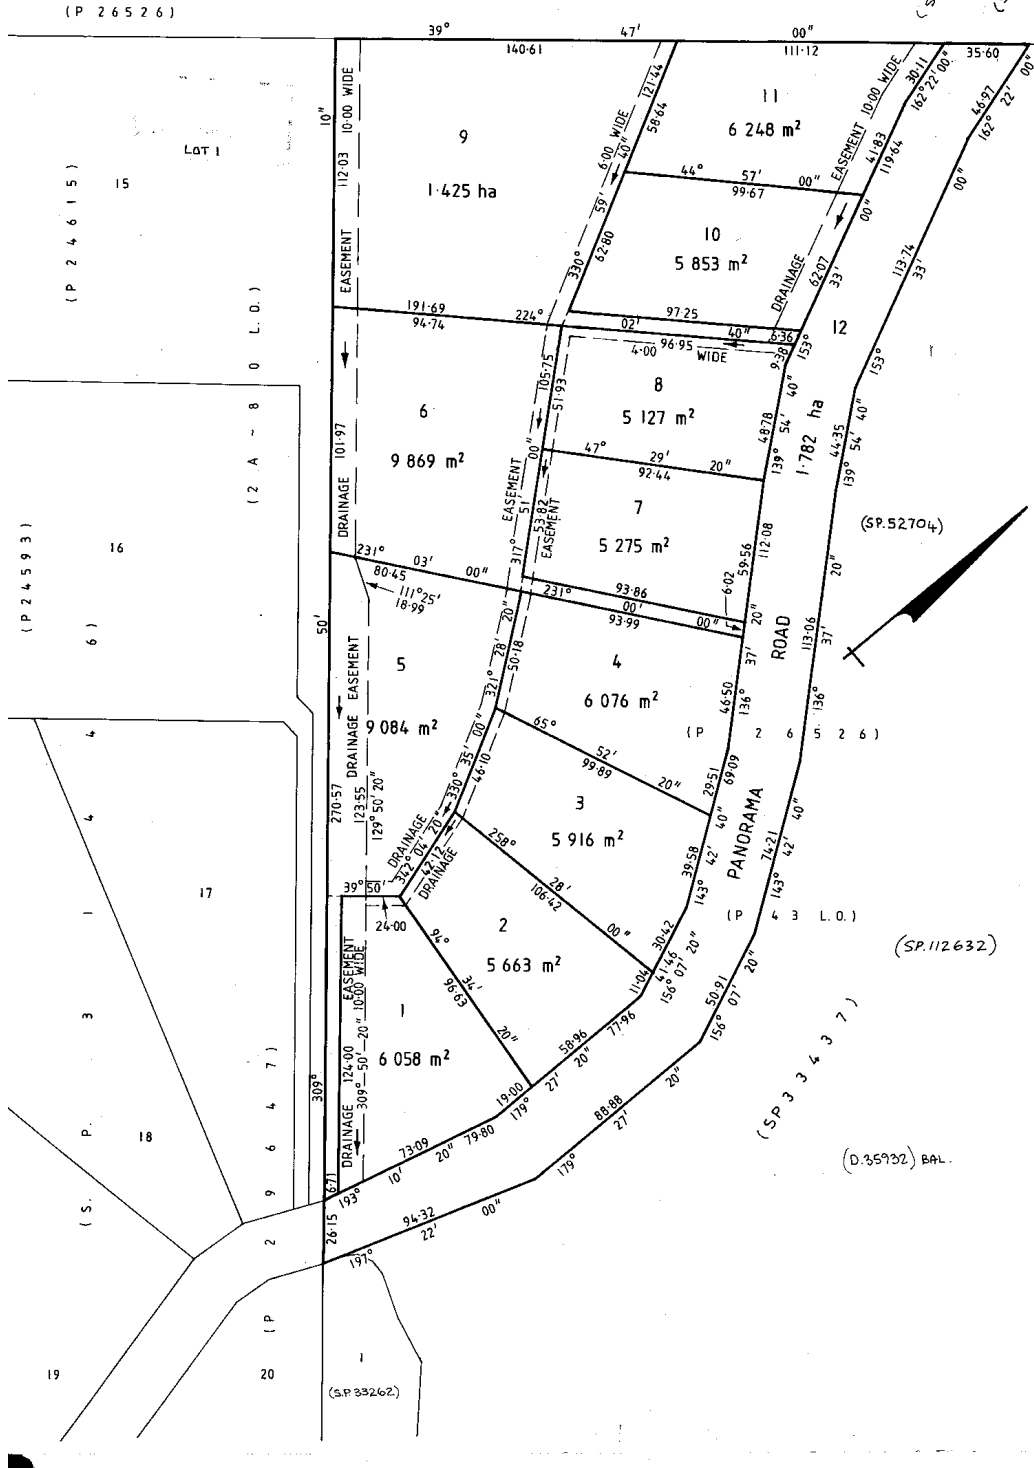 (P 26526)
39° 47' 00"
140·61
111·12
35·60
10"
112·03
10·00 WIDE
EASEMENT
LOT 1
15
(P 24615)
9
1·425 ha
121·44
58·64
6·00 WIDE
40"
59'
62·80
330°
11
6 248 m²
44° 57' 00"
99·67
EASEMENT 10·00 WIDE
30·11
162° 22' 00"
41·83
119·64
00"
46·97
162° 22' 00"
10
5 853 m²
DRAINAGE
62·07
33'
113·74
33'
00"
97·25
191·69
224° 02' 40"
94·74
6·36
96·95
4·00 WIDE
9·38
153°
12
153°
(2 A - 8 0 L.O.)
6
9 869 m²
105·75
51·93
8
5 127 m²
40"
48·78
54'
139°
1·782 ha
40"
44·35
54'
139°
DRAINAGE 101·97
00"
47° 29' 20"
92·44
EASEMENT
51'
53·82
EASEMENT
317°
7
5 275 m²
112·08
59·56
(SP.52704)
16
(P 24593)
231° 03' 00"
80·45
111°25'
18·99
93·86
231° 00' 00"
93·99
6·02
20"
20"
50'
5
9 084 m²
20"
28'
50·18
321°
4
6 076 m²
37'
46·50
136°
ROAD
113·06
37'
136°
DRAINAGE EASEMENT
(P 26526)
65° 52' 20"
99·89
29·51
69·09
00"
35'
46·10
330°
3
5 916 m²
40"
39·58
42'
143°
PANORAMA
40"
74·21
42'
143°
270·57
123·55
129° 50' 20"
DRAINAGE
342° 04' 20"
42·12
DRAINAGE
258° 28' 00"
106·42
17
39° 50'
24·00
(P 43 L.O.)
2
5 663 m²
30·42
41·46
156° 07' 20"
11·04
20"
50·91
07'
156°
(SP.112632)
94° 34' 20"
96·63
(S. P. 3 1 4 4 6)
1
6 058 m²
EASEMENT
10·00 WIDE
DRAINAGE 124·00
309° 50' 20"
309°
58·96
77·96
19·00
179° 27' 20"
88·88
179° 27' 20"
(SP 33437)
18
73·09
79·80
193° 10' 20"
6·71
26·15
94·32
197° 22' 00"
(D.35932) BAL.
(P 29647)
19
20
1
(S.P.33262)